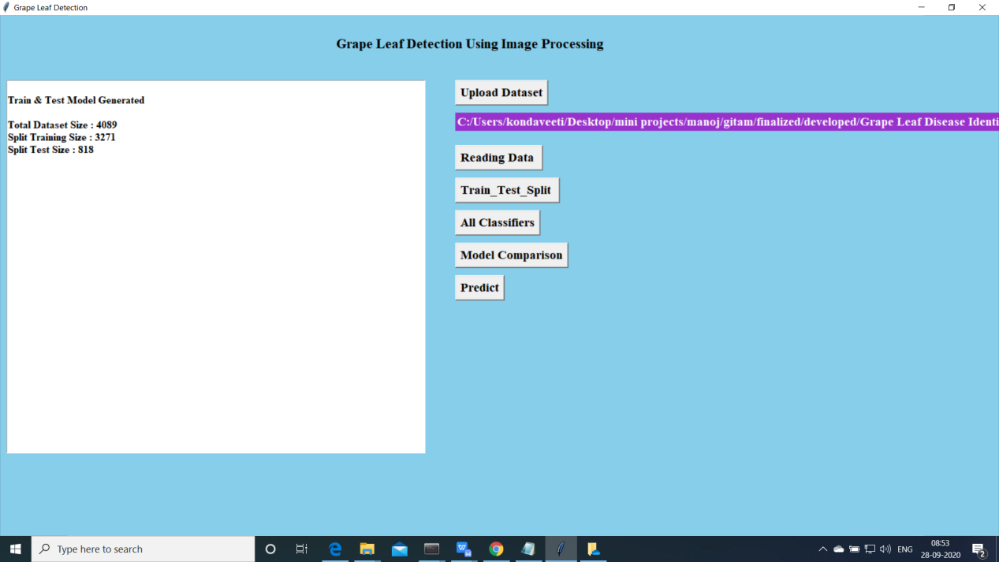 Grape Leaf Detection
Grape Leaf Detection Using Image Processing
Train & Test Model Generated
Total Dataset Size : 4089
Split Training Size : 3271
Split Test Size : 818
Upload Dataset
C:/Users/kondaveeti/Desktop/mini projects/manoj/gitam/finalized/developed/Grape Leaf Disease Identi
Reading Data
Train_Test_Split
All Classifiers
Model Comparison
Predict
Type here to search
ENG
08:53
28-09-2020
2